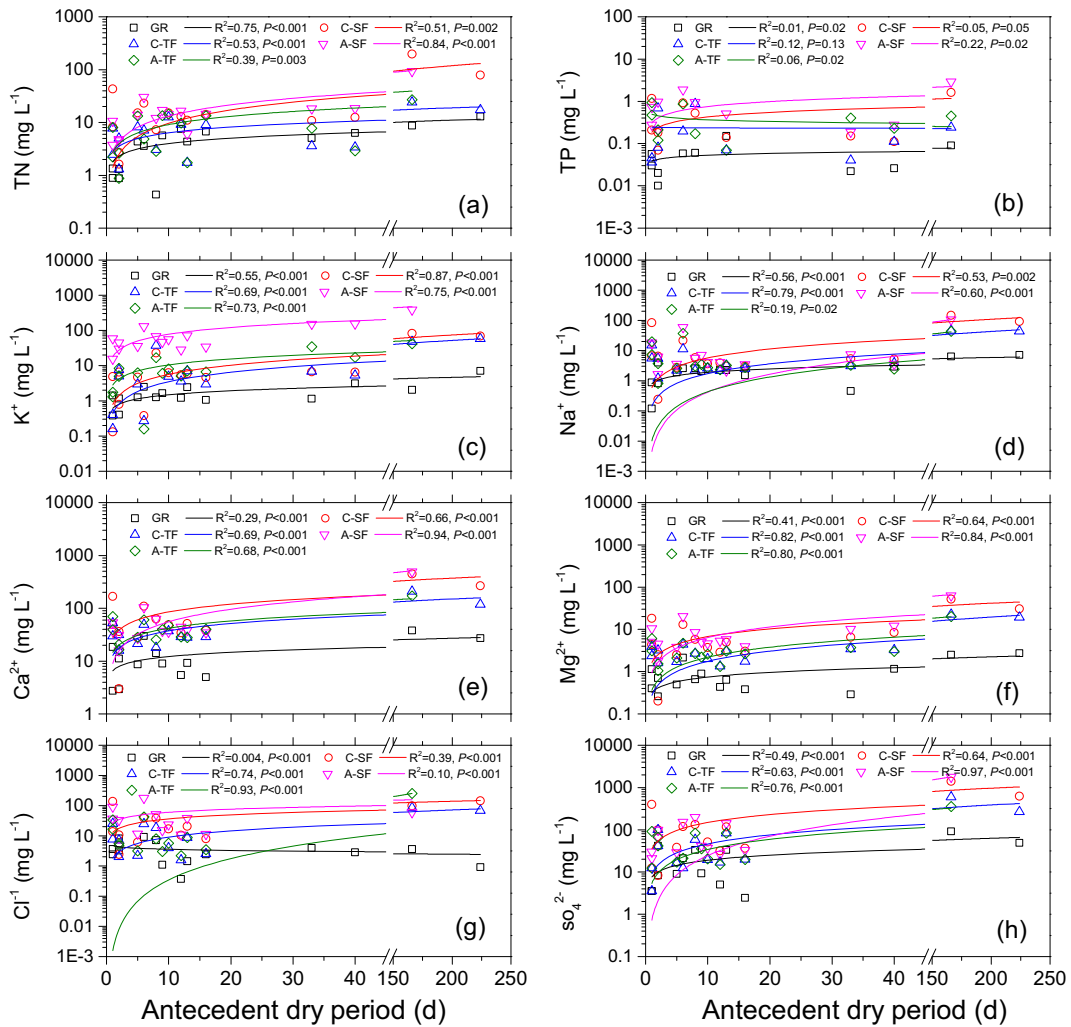 GR R²=0.75, P<0.001 C-SF R²=0.51, P=0.002
C-TF R²=0.53, P<0.001 A-SF R²=0.84, P<0.001
A-TF R²=0.39, P=0.003
1000
100
10
1
0.1
TN (mg L⁻¹)
(a)
GR R²=0.01, P=0.02 C-SF R²=0.05, P=0.05
C-TF R²=0.12, P=0.13 A-SF R²=0.22, P=0.02
A-TF R²=0.06, P=0.02
100
10
1
0.1
0.01
1E-3
TP (mg L⁻¹)
(b)
GR R²=0.55, P<0.001 C-SF R²=0.87, P<0.001
C-TF R²=0.69, P<0.001 A-SF R²=0.75, P<0.001
A-TF R²=0.73, P<0.001
10000
1000
100
10
1
0.1
0.01
K⁺ (mg L⁻¹)
(c)
GR R²=0.56, P<0.001 C-SF R²=0.53, P=0.002
C-TF R²=0.79, P<0.001 A-SF R²=0.60, P<0.001
A-TF R²=0.19, P=0.02
10000
1000
100
10
1
0.1
0.01
1E-3
Na⁺ (mg L⁻¹)
(d)
GR R²=0.29, P<0.001 C-SF R²=0.66, P<0.001
C-TF R²=0.69, P<0.001 A-SF R²=0.94, P<0.001
A-TF R²=0.68, P<0.001
10000
1000
100
10
1
Ca²⁺ (mg L⁻¹)
(e)
GR R²=0.41, P<0.001 C-SF R²=0.64, P<0.001
C-TF R²=0.82, P<0.001 A-SF R²=0.84, P<0.001
A-TF R²=0.80, P<0.001
10000
1000
100
10
1
0.1
Mg²⁺ (mg L⁻¹)
(f)
GR R²=0.004, P<0.001 C-SF R²=0.39, P<0.001
C-TF R²=0.74, P<0.001 A-SF R²=0.10, P<0.001
A-TF R²=0.93, P<0.001
10000
1000
100
10
1
0.1
0.01
1E-3
Cl⁻¹ (mg L⁻¹)
(g)
0 10 20 30 40 150 200 250
Antecedent dry period (d)
GR R²=0.49, P<0.001 C-SF R²=0.64, P<0.001
C-TF R²=0.63, P<0.001 A-SF R²=0.97, P<0.001
A-TF R²=0.76, P<0.001
10000
1000
100
10
1
0.1
so₄²⁻ (mg L⁻¹)
(h)
0 10 20 30 40 150 200 250
Antecedent dry period (d)